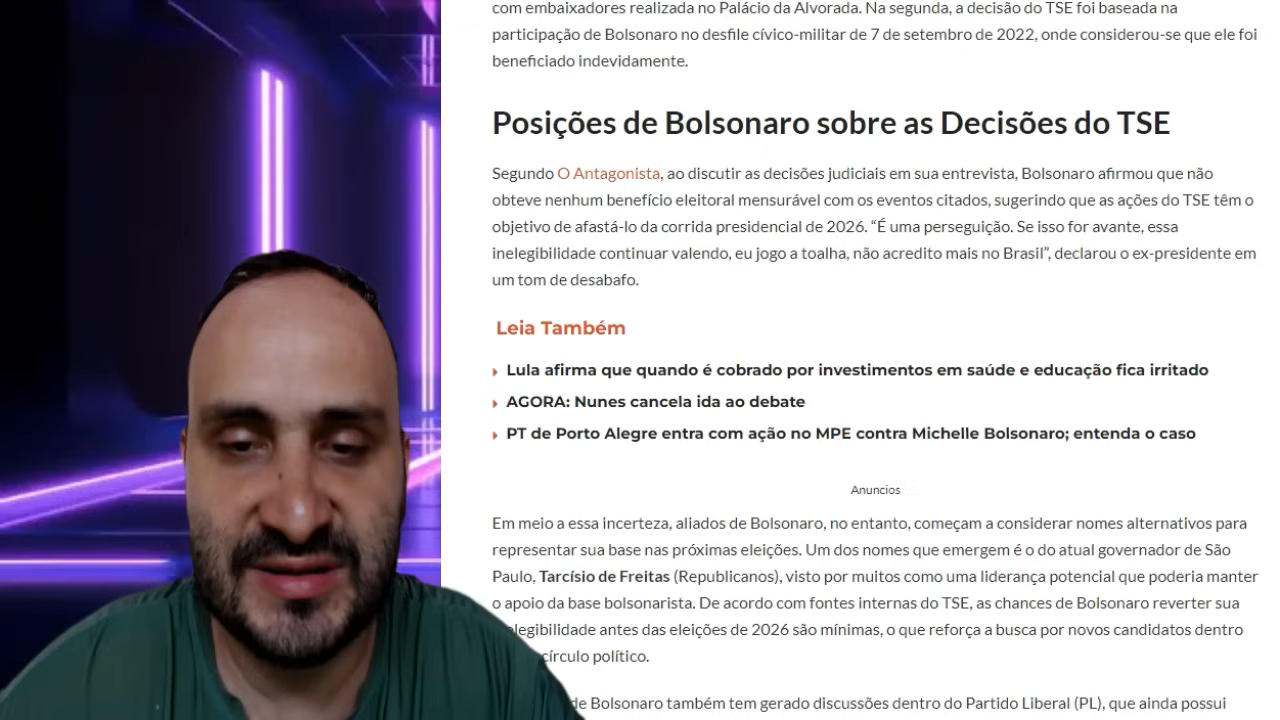 com embaixadores realizada no Palácio da Alvorada. Na segunda, a decisão do TSE foi baseada na
participação de Bolsonaro no desfile cívico-militar de 7 de setembro de 2022, onde considerou-se que ele foi
beneficiado indevidamente.
Posições de Bolsonaro sobre as Decisões do TSE
Segundo O Antagonista, ao discutir as decisões judiciais em sua entrevista, Bolsonaro afirmou que não
obteve nenhum benefício eleitoral mensurável com os eventos citados, sugerindo que as ações do TSE têm o
objetivo de afastá-lo da corrida presidencial de 2026. “É uma perseguição. Se isso for avante, essa
inelegibilidade continuar valendo, eu jogo a toalha, não acredito mais no Brasil”, declarou o ex-presidente em
um tom de desabafo.
Leia Também
Lula afirma que quando é cobrado por investimentos em saúde e educação fica irritado
AGORA: Nunes cancela ida ao debate
PT de Porto Alegre entra com ação no MPE contra Michelle Bolsonaro; entenda o caso
Anuncios
Em meio a essa incerteza, aliados de Bolsonaro, no entanto, começam a considerar nomes alternativos para
representar sua base nas próximas eleições. Um dos nomes que emergem é o do atual governador de São
Paulo, Tarcísio de Freitas (Republicanos), visto por muitos como uma liderança potencial que poderia manter
o apoio da base bolsonarista. De acordo com fontes internas do TSE, as chances de Bolsonaro reverter sua
elegibilidade antes das eleições de 2026 são mínimas, o que reforça a busca por novos candidatos dentro
círculo político.
de Bolsonaro também tem gerado discussões dentro do Partido Liberal (PL), que ainda possui